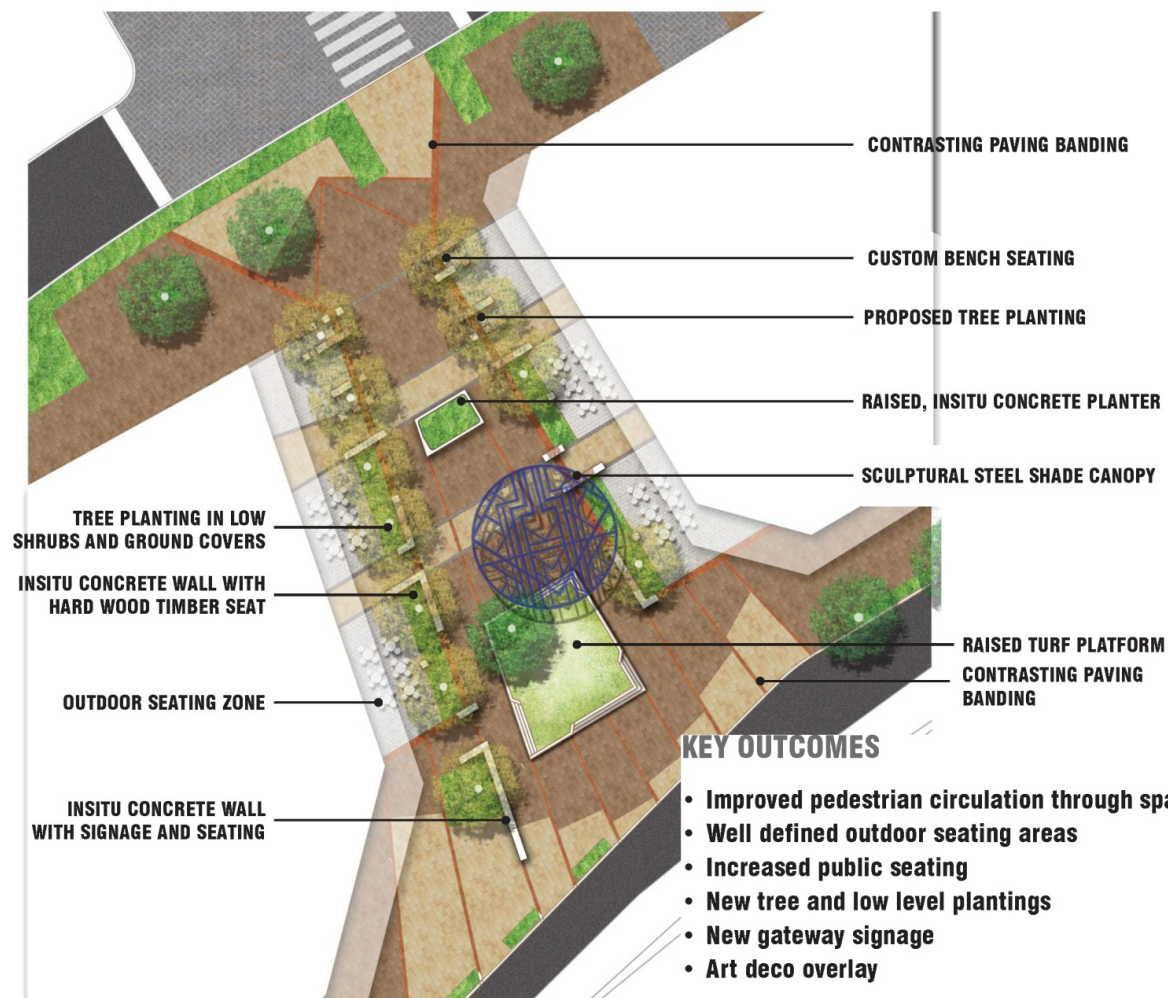 CONTRASTING PAVING BANDING
CUSTOM BENCH SEATING
PROPOSED TREE PLANTING
RAISED, INSITU CONCRETE PLANTER
SCULPTURAL STEEL SHADE CANOPY
TREE PLANTING IN LOW
SHRUBS AND GROUND COVERS
INSITU CONCRETE WALL WITH
HARD WOOD TIMBER SEAT
RAISED TURF PLATFORM
CONTRASTING PAVING
BANDING
OUTDOOR SEATING ZONE
INSITU CONCRETE WALL
WITH SIGNAGE AND SEATING
KEY OUTCOMES
• Improved pedestrian circulation through spa
• Well defined outdoor seating areas
• Increased public seating
• New tree and low level plantings
• New gateway signage
• Art deco overlay